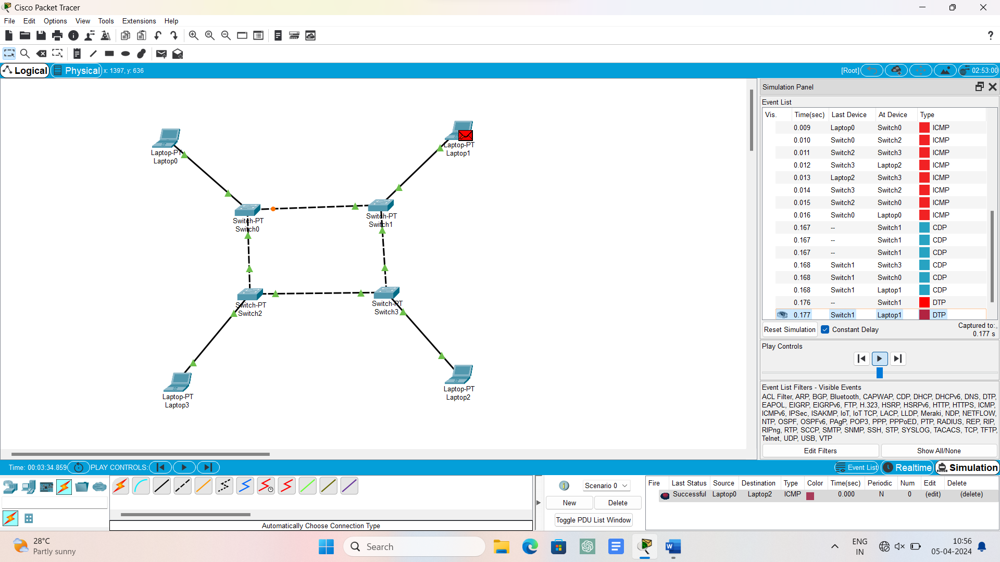 Cisco Packet Tracer
File Edit Options View Tools Extensions Help
Logical Physical x: 1397, y: 636 [Root] 02:53:00
Laptop-PT
Laptop0
Laptop-PT
Laptop1
Switch-PT
Switch0
Switch-PT
Switch1
Switch-PT
Switch2
Switch-PT
Switch3
Laptop-PT
Laptop3
Laptop-PT
Laptop2
Simulation Panel
Event List
Vis. Time(sec) Last Device At Device Type
0.009 Laptop0 Switch0 ICMP
0.010 Switch0 Switch2 ICMP
0.011 Switch2 Switch3 ICMP
0.012 Switch3 Laptop2 ICMP
0.013 Laptop2 Switch3 ICMP
0.014 Switch3 Switch2 ICMP
0.015 Switch2 Switch0 ICMP
0.016 Switch0 Laptop0 ICMP
0.167 -- Switch1 CDP
0.167 -- Switch1 CDP
0.167 -- Switch1 CDP
0.168 Switch1 Switch3 CDP
0.168 Switch1 Switch0 CDP
0.168 Switch1 Laptop1 CDP
0.176 -- Switch1 DTP
0.177 Switch1 Laptop1 DTP
Reset Simulation Constant Delay Captured to:
0.177 s
Play Controls
Event List Filters - Visible Events
ACL Filter, ARP, BGP, Bluetooth, CAPWAP, CDP, DHCP, DHCPv6, DNS, DTP,
EAPOL, EIGRP, EIGRPv6, FTP, H.323, HSRP, HSRPv6, HTTP, HTTPS, ICMP,
ICMPv6, IPSec, ISAKMP, IoT, IoT TCP, LACP, LLDP, Meraki, NDP, NETFLOW,
NTP, OSPF, OSPFv6, PAgP, POP3, PPP, PPPoED, PTP, RADIUS, REP, RIP,
RIPng, RTP, SCCP, SMTP, SNMP, SSH, STP, SYSLOG, TACACS, TCP, TFTP,
Telnet, UDP, USB, VTP
Edit Filters Show All/None
Time: 00:03:34.859 PLAY CONTROLS: Event List Realtime Simulation
Automatically Choose Connection Type
Scenario 0
New Delete
Toggle PDU List Window
Fire Last Status Source Destination Type Color Time(sec) Periodic Num Edit Delete
Successful Laptop0 Laptop2 ICMP 0.000 N 0 (edit) (delete)
28°C
Partly sunny
Search
ENG
IN
10:56
05-04-2024